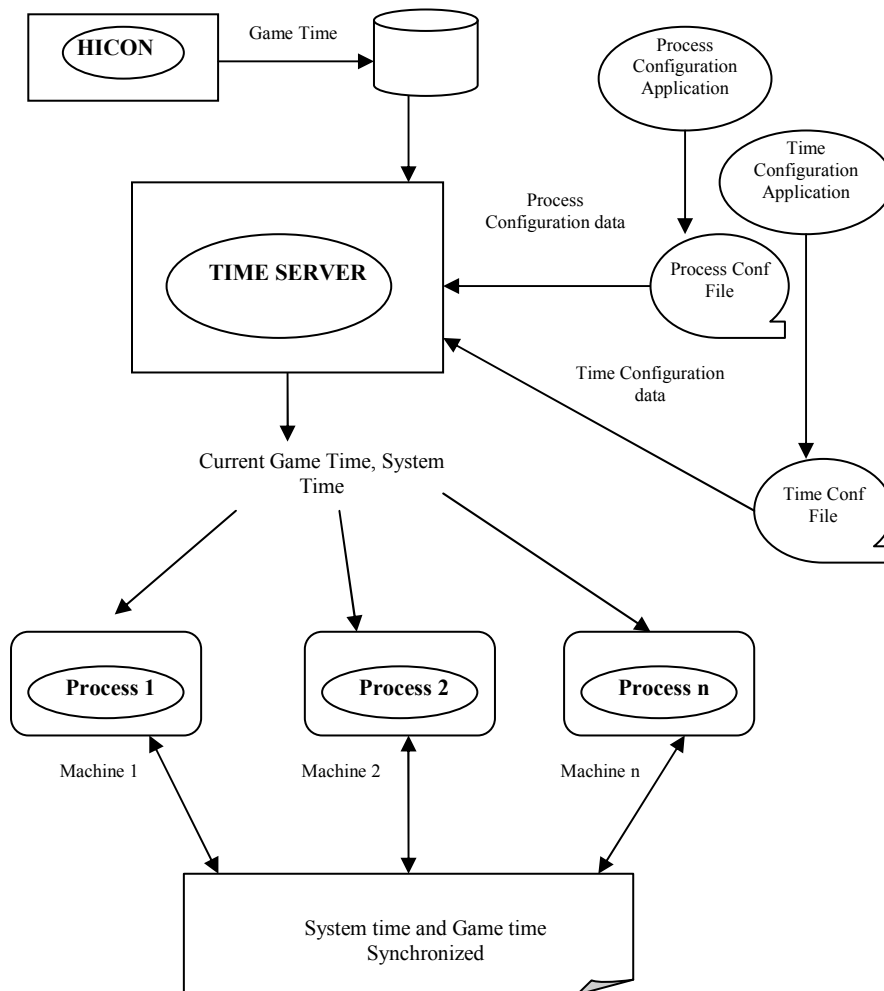 HICON
Game Time
Process
Configuration
Application
Time
Configuration
Application
Process
Configuration data
TIME SERVER
Process Conf
File
Time Configuration
data
Current Game Time, System
Time
Time Conf
File
Process 1
Process 2
Process n
Machine 1
Machine 2
Machine n
System time and Game time
Synchronized